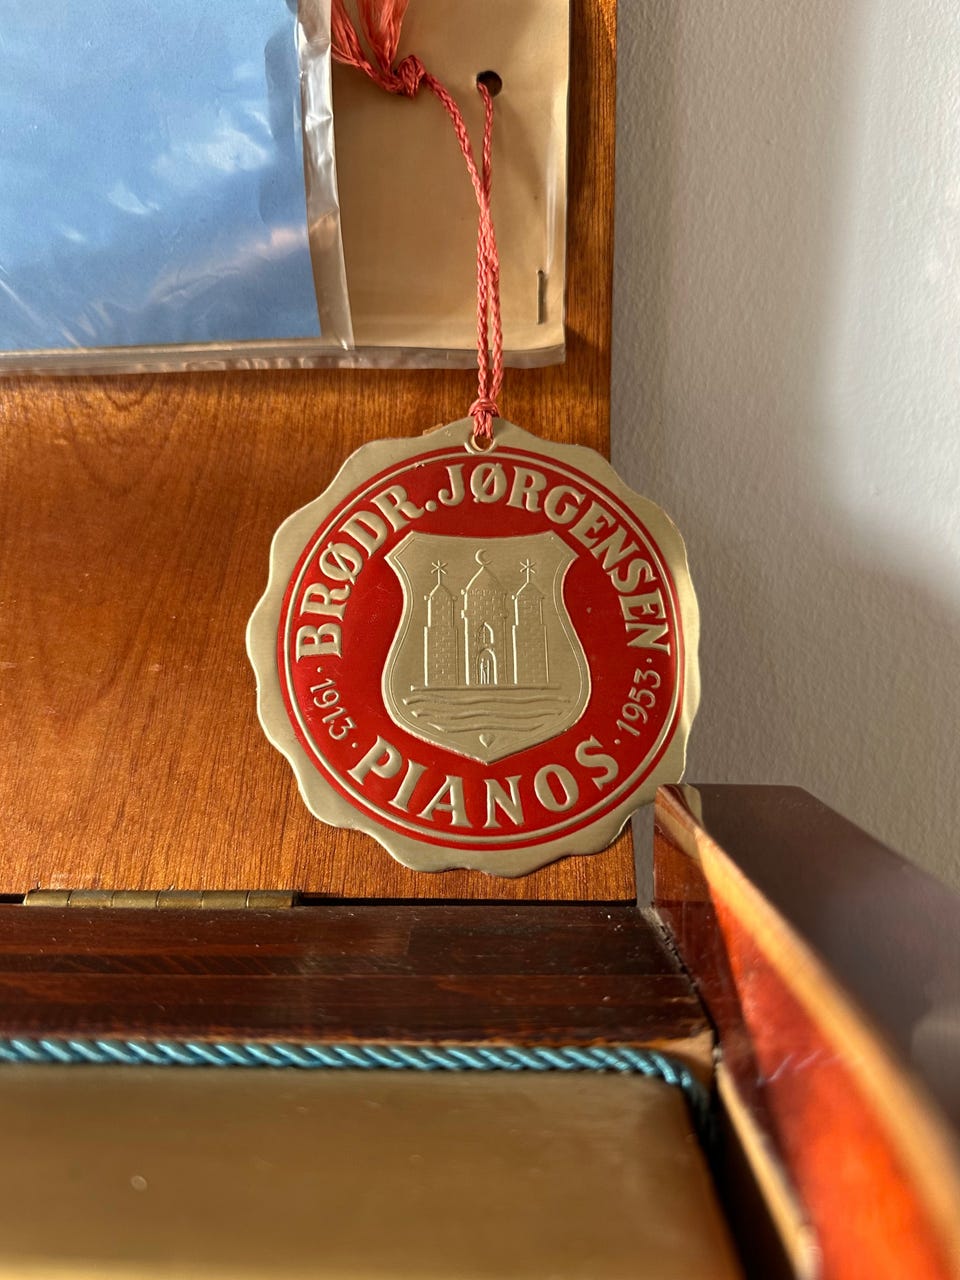 BRØDR. JØRGENSEN
· 1913 ·
· 1953 ·
PIANOS